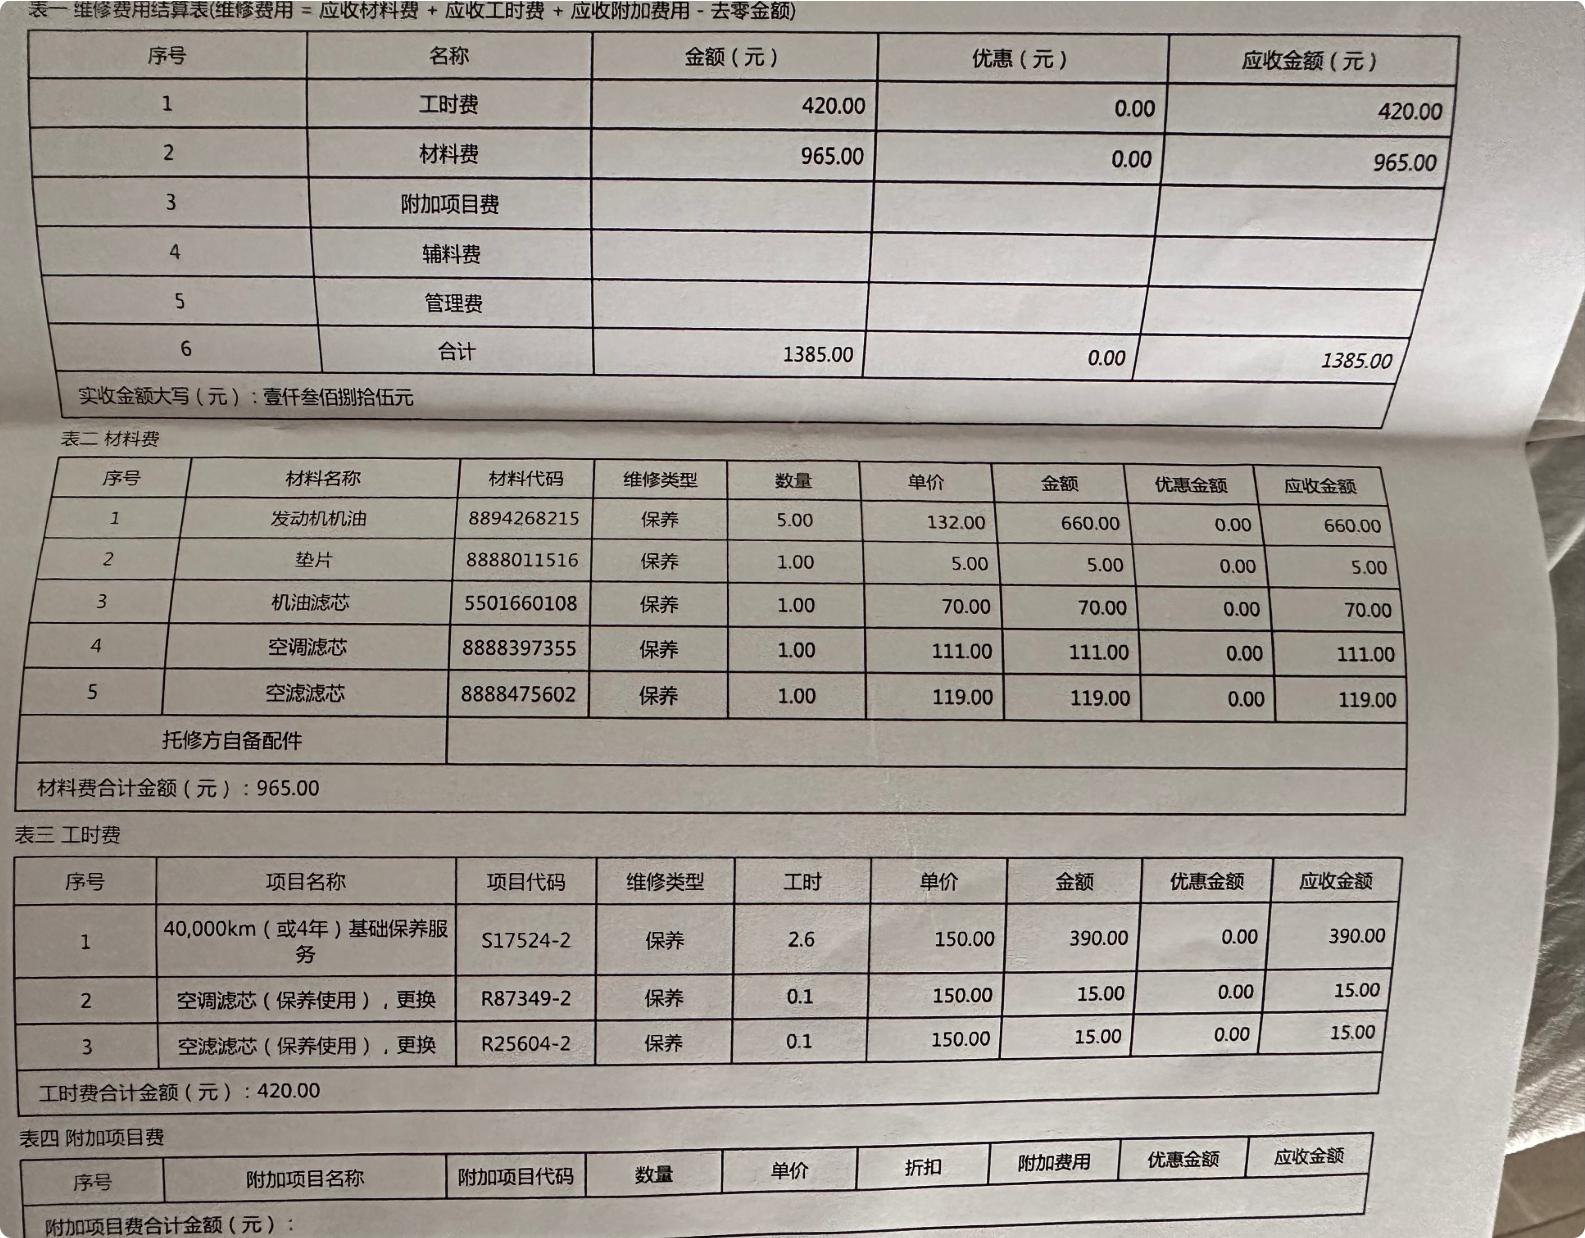 表一 维修费用结算表(维修费用 = 应收材料费 + 应收工时费 + 应收附加费用 - 去零金额)
序号 名称 金额（元） 优惠（元） 应收金额（元）
1 工时费 420.00 0.00 420.00
2 材料费 965.00 0.00 965.00
3 附加项目费
4 辅料费
5 管理费
6 合计 1385.00 0.00 1385.00
实收金额大写（元）：壹仟叁佰捌拾伍元
表二 材料费
序号 材料名称 材料代码 维修类型 数量 单价 金额 优惠金额 应收金额
1 发动机机油 8894268215 保养 5.00 132.00 660.00 0.00 660.00
2 垫片 8888011516 保养 1.00 5.00 5.00 0.00 5.00
3 机油滤芯 5501660108 保养 1.00 70.00 70.00 0.00 70.00
4 空调滤芯 8888397355 保养 1.00 111.00 111.00 0.00 111.00
5 空滤滤芯 8888475602 保养 1.00 119.00 119.00 0.00 119.00
托修方自备配件
材料费合计金额（元）：965.00
表三 工时费
序号 项目名称 项目代码 维修类型 工时 单价 金额 优惠金额 应收金额
1 40,000km（或4年）基础保养服务 S17524-2 保养 2.6 150.00 390.00 0.00 390.00
2 空调滤芯（保养使用），更换 R87349-2 保养 0.1 150.00 15.00 0.00 15.00
3 空滤滤芯（保养使用），更换 R25604-2 保养 0.1 150.00 15.00 0.00 15.00
工时费合计金额（元）：420.00
表四 附加项目费
序号 附加项目名称 附加项目代码 数量 单价 折扣 附加费用 优惠金额 应收金额
附加项目费合计金额（元）：